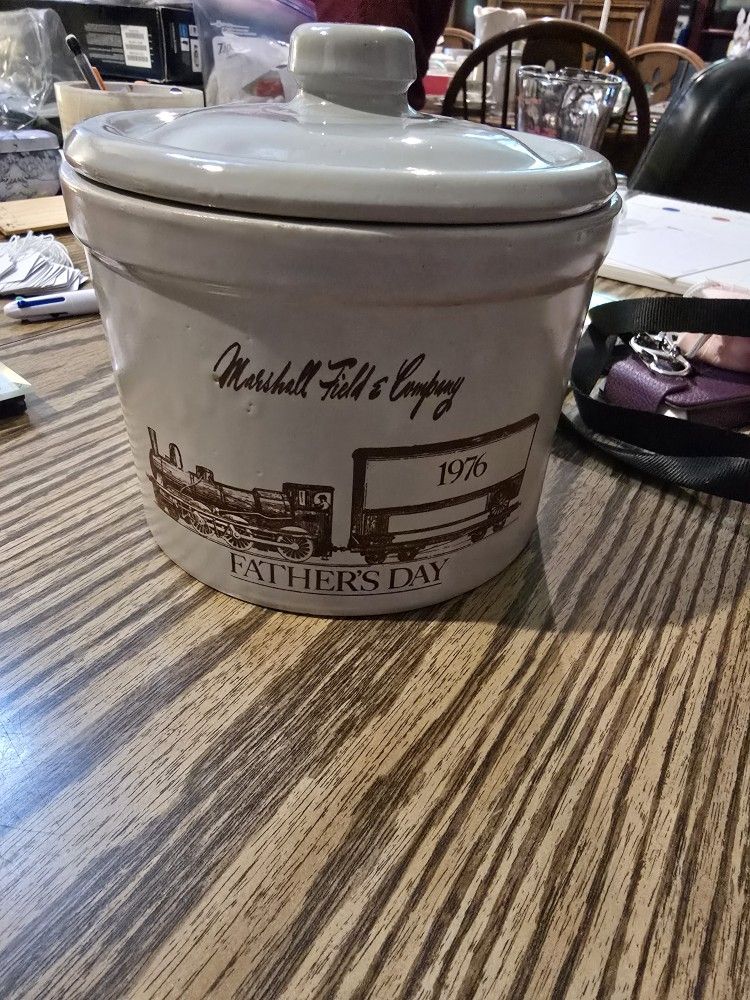 Marshall Field & Company
1976
FATHER'S DAY